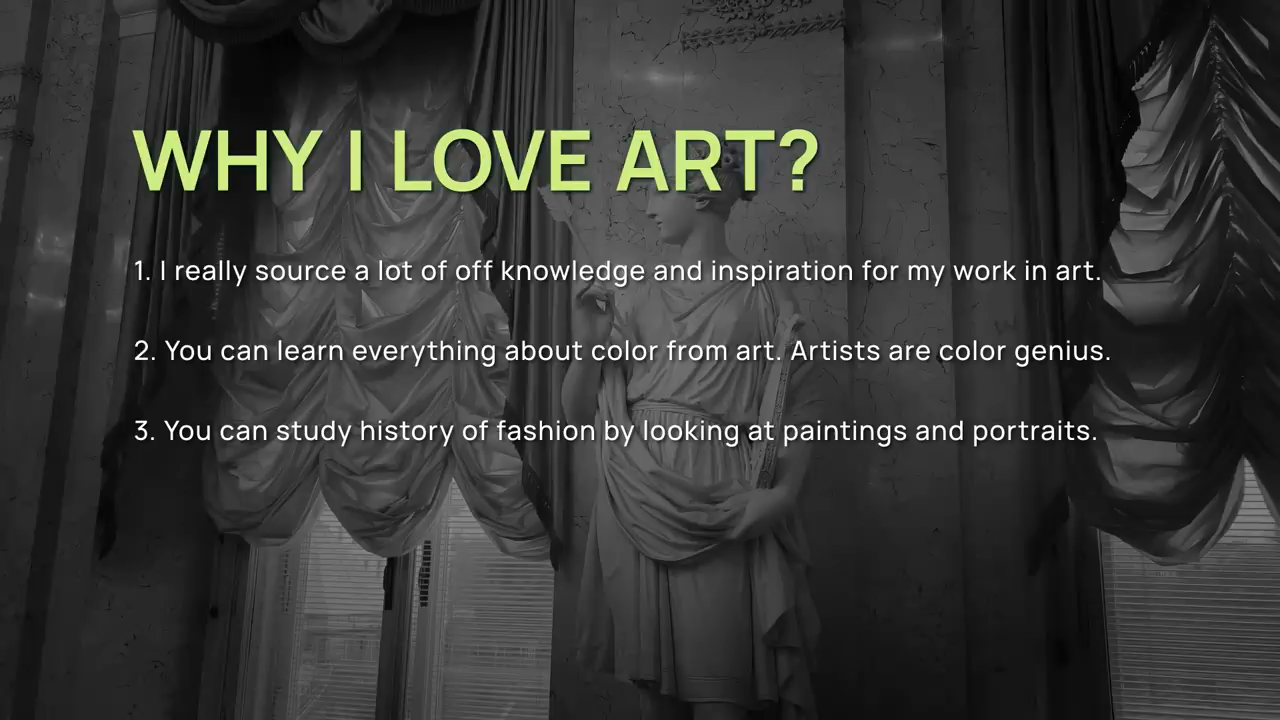 WHY I LOVE ART?
1. I really source a lot of off knowledge and inspiration for my work in art.
2. You can learn everything about color from art. Artists are color genius.
3. You can study history of fashion by looking at paintings and portraits.